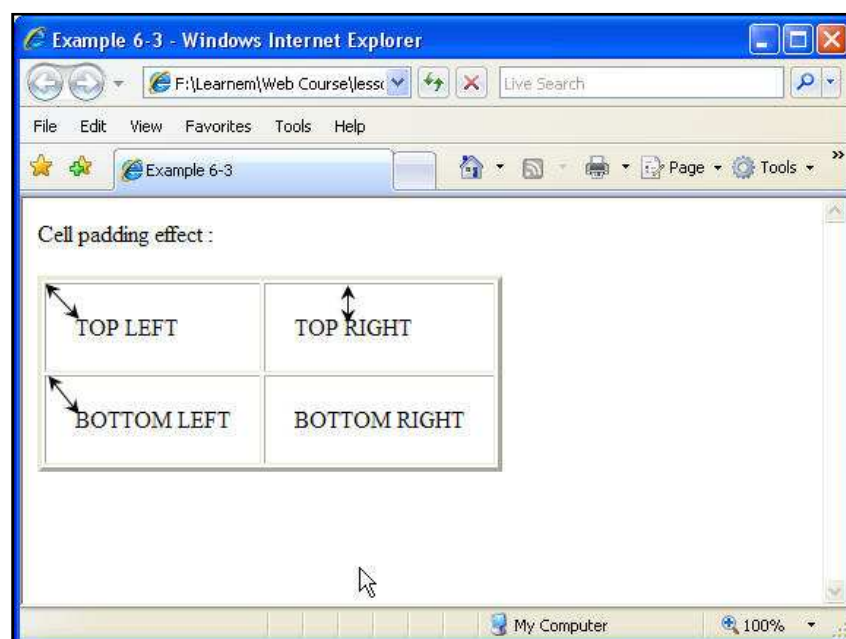 Example 6-3 - Windows Internet Explorer
F:\Learnem\Web Course\less
Live Search
File Edit View Favorites Tools Help
Example 6-3
Page Tools »
Cell padding effect :
TOP LEFT TOP RIGHT
BOTTOM LEFT BOTTOM RIGHT
My Computer 100%